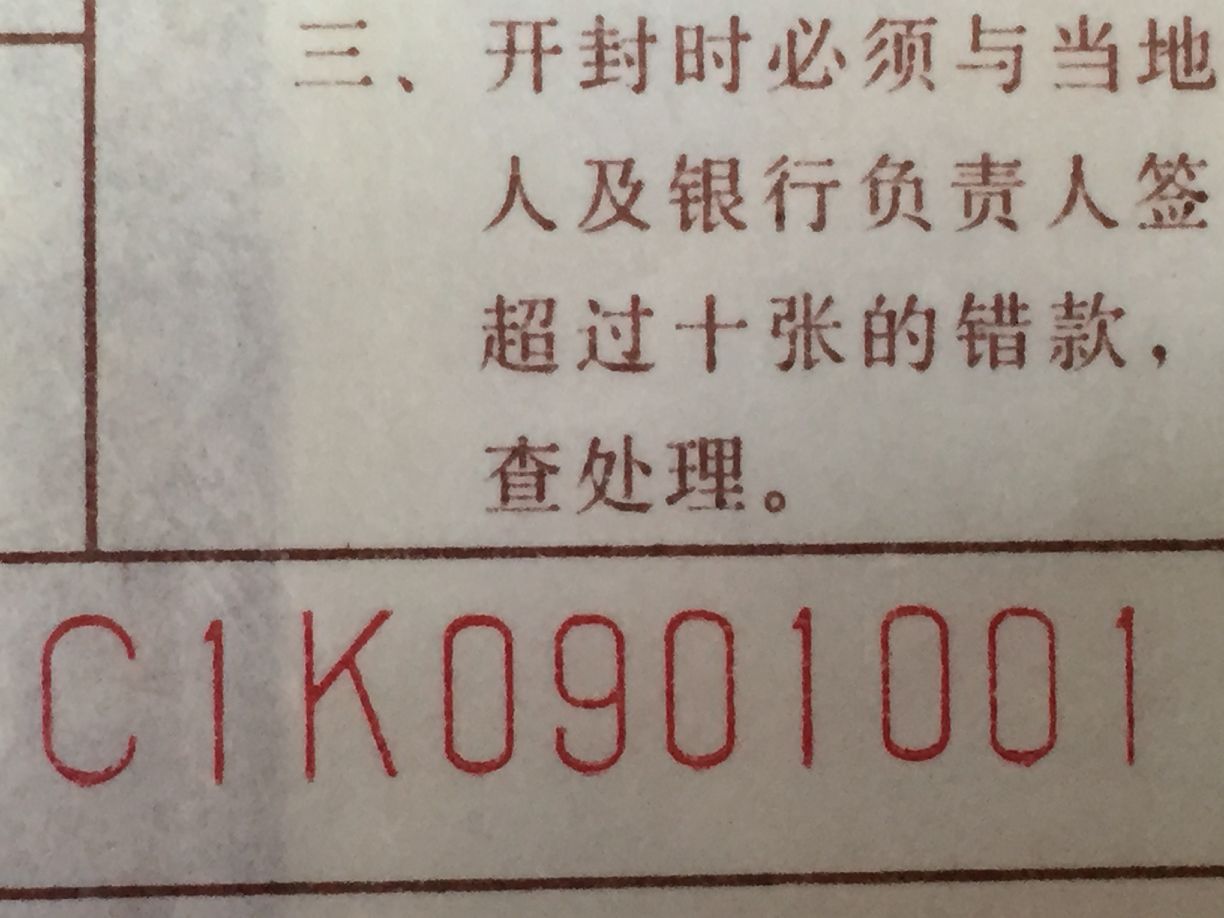 三、开封时必须与当地
人及银行负责人签
超过十张的错款，
查处理。
C1K0901001